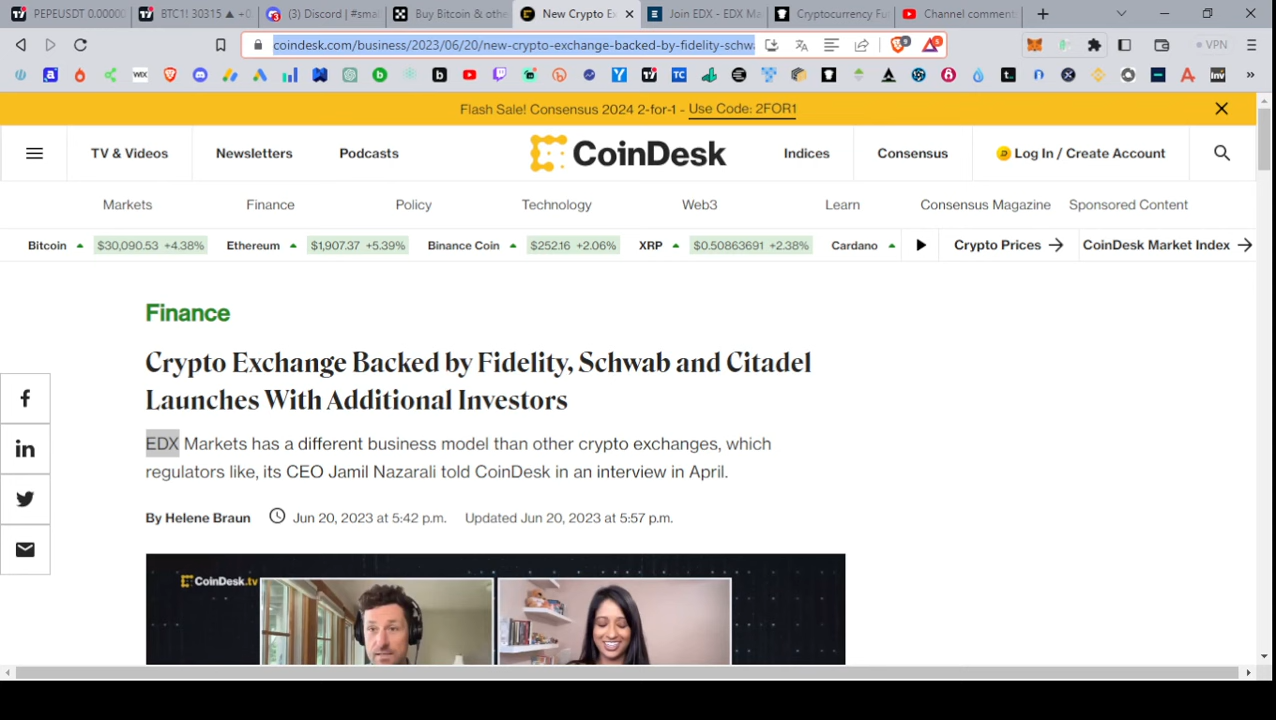 PEPEUSDT 0.00000
BTC1! 30315 ▲ +0
(3) Discord | #sma
Buy Bitcoin & othe
New Crypto E
Join EDX - EDX Ma
Cryptocurrency Fu
Channel comment
coindesk.com/business/2023/06/20/new-crypto-exchange-backed-by-fidelity-schwa
VPN
Flash Sale! Consensus 2024 2-for-1 - Use Code: 2FOR1
TV & Videos
Newsletters
Podcasts
CoinDesk
Indices
Consensus
Log In / Create Account
Markets
Finance
Policy
Technology
Web3
Learn
Consensus Magazine
Sponsored Content
Bitcoin $30,090.53 +4.38%
Ethereum $1,907.37 +5.39%
Binance Coin $252.16 +2.06%
XRP $0.50863691 +2.38%
Cardano
Crypto Prices
CoinDesk Market Index
Finance
Crypto Exchange Backed by Fidelity, Schwab and Citadel
Launches With Additional Investors
EDX Markets has a different business model than other crypto exchanges, which
regulators like, its CEO Jamil Nazarali told CoinDesk in an interview in April.
By Helene Braun
Jun 20, 2023 at 5:42 p.m.
Updated Jun 20, 2023 at 5:57 p.m.
CoinDesk.tv